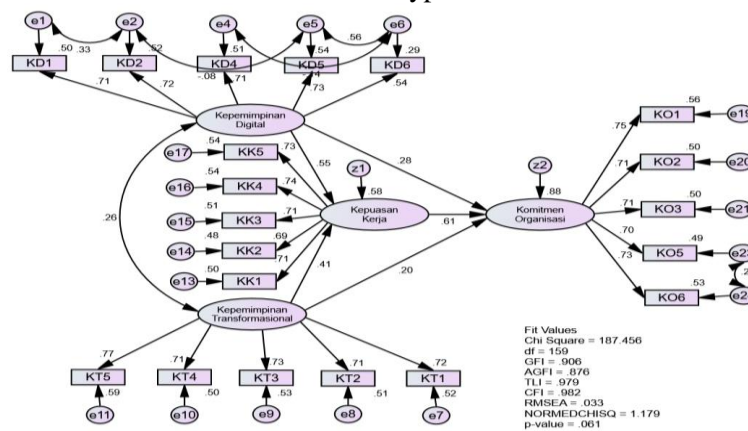 e1 e2 e4 e5 e6
.50 .33 .52 .51 .54 .56 .29
KD1 KD2 KD4 KD5 KD6
.71 .72 -.08 .71 .73 .54
Kepemimpinan
Digital
.26
e17 .54 KK5 .73
e16 .54 KK4 .74
e15 .51 KK3 .71
e14 .48 KK2 .69
e13 .50 KK1 .71
.55 .28
z1 .58
Kepuasan
Kerja
.61
.41 .20
z2 .88
Komitmen
Organisasi
.75 KO1 .56
.71 KO2 .50 e20
.71 KO3 .50 e21
.70 KO5 .49
.73 KO6 .53
Kepemimpinan
Transformasional
.77 .71 .73 .71 .72
KT5 KT4 KT3 KT2 KT1
.59 .50 .53 .51 .52
e11 e10 e9 e8 e7
Fit Values
Chi Square = 187.456
df = 159
GFI = .906
AGFI = .876
TLI = .979
CFI = .982
RMSEA = .033
NORMEDCHISQ = 1.179
p-value = .061